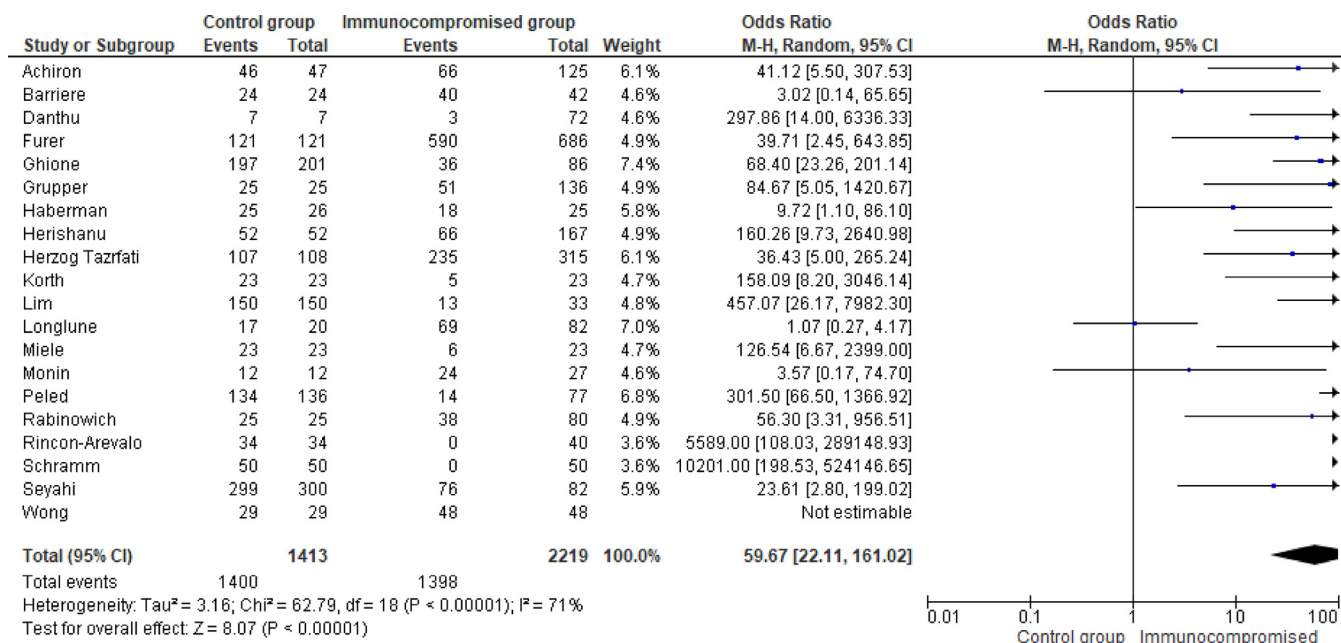 Control group Immunocompromised group Odds Ratio Odds Ratio
Study or Subgroup Events Total Events Total Weight M-H, Random, 95% CI M-H, Random, 95% CI
Achiron 46 47 66 125 6.1% 41.12 [5.50, 307.53]
Barriere 24 24 40 42 4.6% 3.02 [0.14, 65.65]
Danthu 7 7 3 72 4.6% 297.86 [14.00, 6336.33]
Furer 121 121 590 686 4.9% 39.71 [2.45, 643.85]
Ghione 197 201 36 86 7.4% 68.40 [23.26, 201.14]
Grupper 25 25 51 136 4.9% 84.67 [5.05, 1420.67]
Haberman 25 26 18 25 5.8% 9.72 [1.10, 86.10]
Herishanu 52 52 66 167 4.9% 160.26 [9.73, 2640.98]
Herzog Tazrfati 107 108 235 315 6.1% 36.43 [5.00, 265.24]
Korth 23 23 5 23 4.7% 158.09 [8.20, 3046.14]
Lim 150 150 13 33 4.8% 457.07 [26.17, 7982.30]
Longlune 17 20 69 82 7.0% 1.07 [0.27, 4.17]
Miele 23 23 6 23 4.7% 126.54 [6.67, 2399.00]
Monin 12 12 24 27 4.6% 3.57 [0.17, 74.70]
Peled 134 136 14 77 6.8% 301.50 [66.50, 1366.92]
Rabinowich 25 25 38 80 4.9% 56.30 [3.31, 956.51]
Rincon-Arevalo 34 34 0 40 3.6% 5589.00 [108.03, 289148.93]
Schramm 50 50 0 50 3.6% 10201.00 [198.53, 524146.65]
Seyahi 299 300 76 82 5.9% 23.61 [2.80, 199.02]
Wong 29 29 48 48 Not estimable
Total (95% CI) 1413 2219 100.0% 59.67 [22.11, 161.02]
Total events 1400 1398
Heterogeneity: Tau² = 3.16; Chi² = 62.79, df = 18 (P < 0.00001); I² = 71%
Test for overall effect: Z = 8.07 (P < 0.00001)
0.01 0.1 1 10 100
Control group Immunocompromised